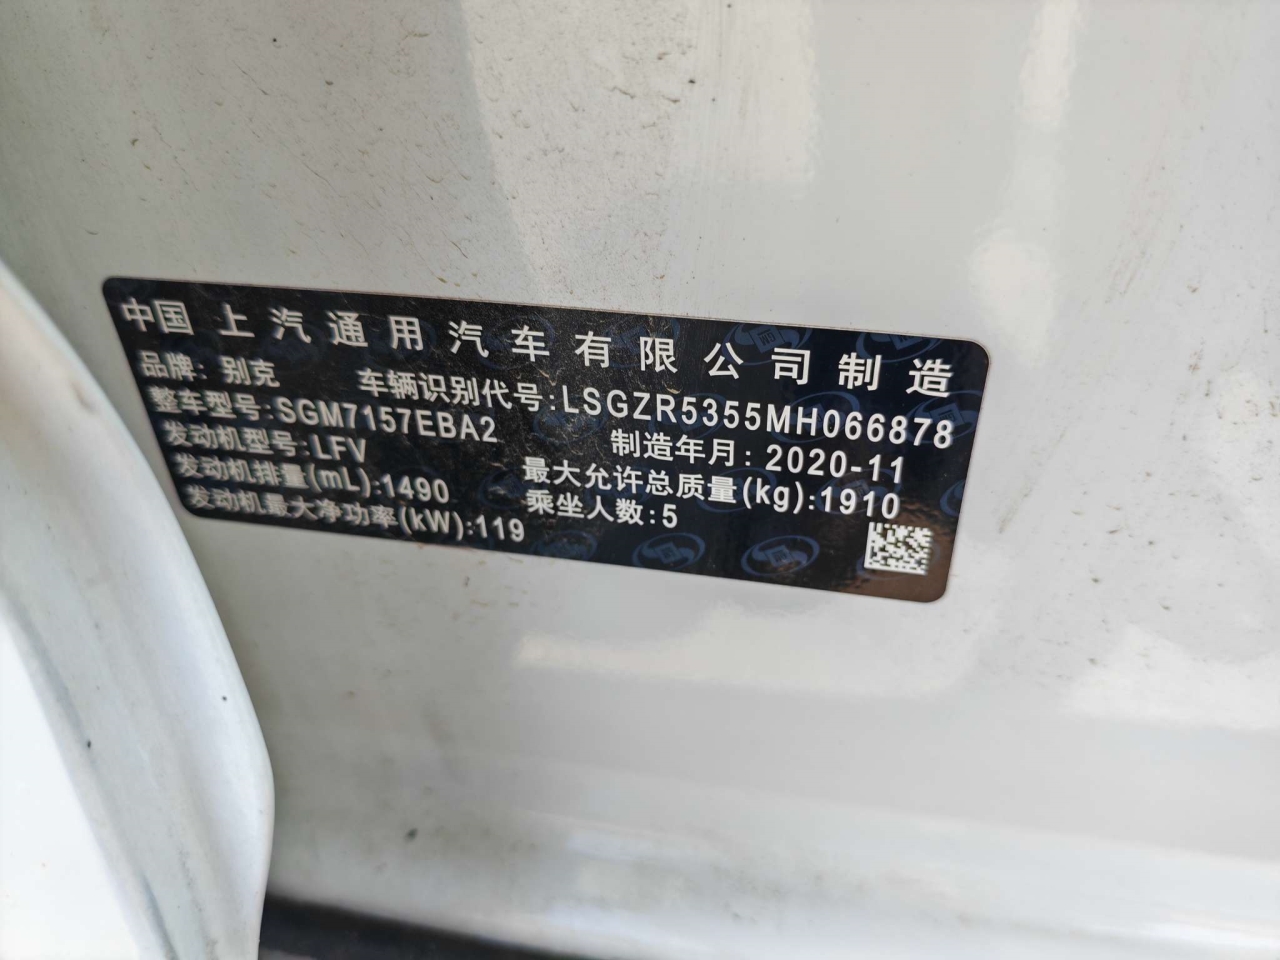 中国 上汽通用汽车有限公司制造
品牌: 别克 车辆识别代号:LSGZR5355MH066878
整车型号:SGM7157EBA2 制造年月: 2020-11
发动机型号:LFV 最大允许总质量(kg):1910
发动机排量(mL):1490 乘坐人数:5
发动机最大净功率(kW):119